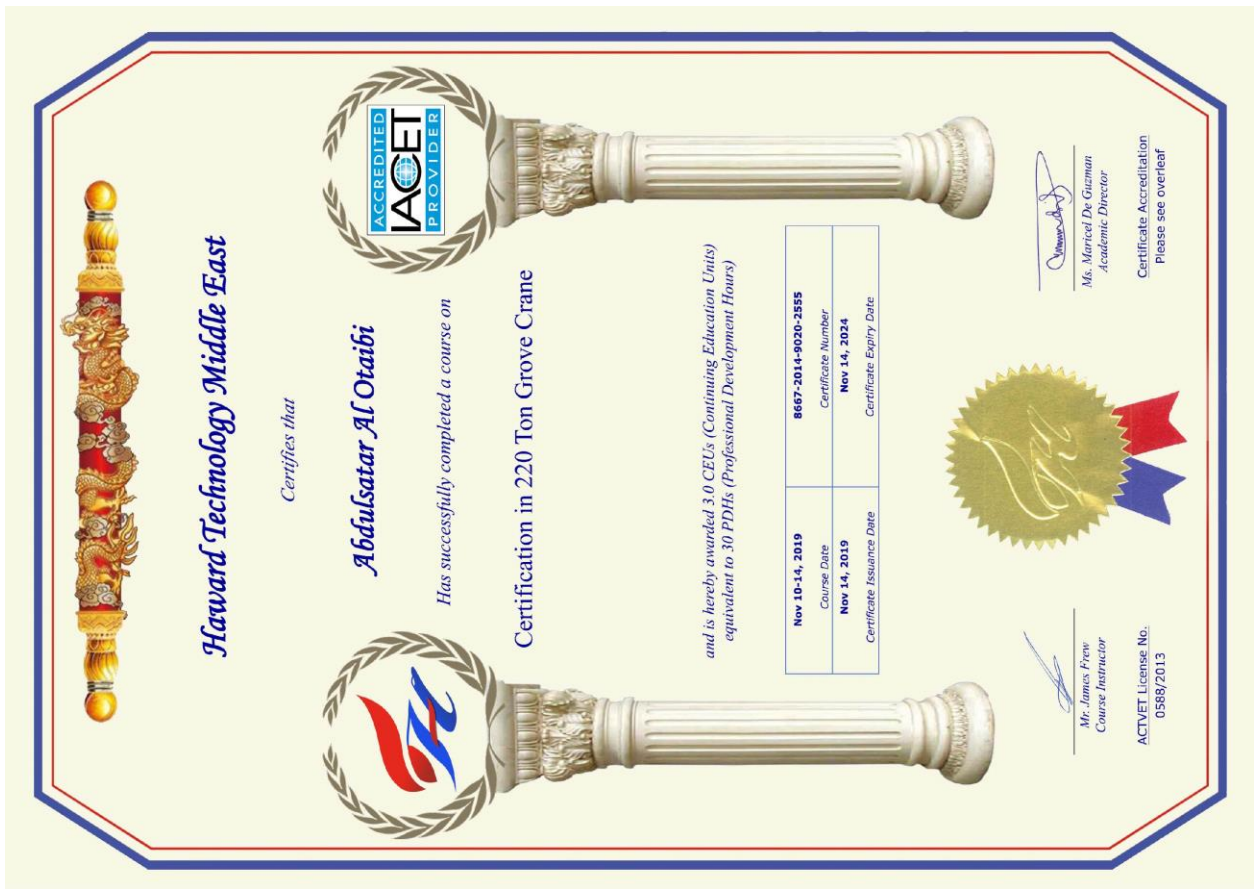 Haward Technology Middle East
Certifies that
ACCREDITED
IACET
PROVIDER
Abdulsatar Al Otaibi
Has successfully completed a course on
Certification in 220 Ton Grove Crane
and is hereby awarded 3.0 CEUs (Continuing Education Units)
equivalent to 30 PDHs (Professional Development Hours)
Nov 10-14, 2019 8667-2014-9020-2555
Course Date Certificate Number
Nov 14, 2019 Nov 14, 2024
Certificate Issuance Date Certificate Expiry Date
Mr. James Frew
Course Instructor
Ms. Maricel De Guzman
Academic Director
ACTVET License No.
0588/2013
Certificate Accreditation
Please see overleaf